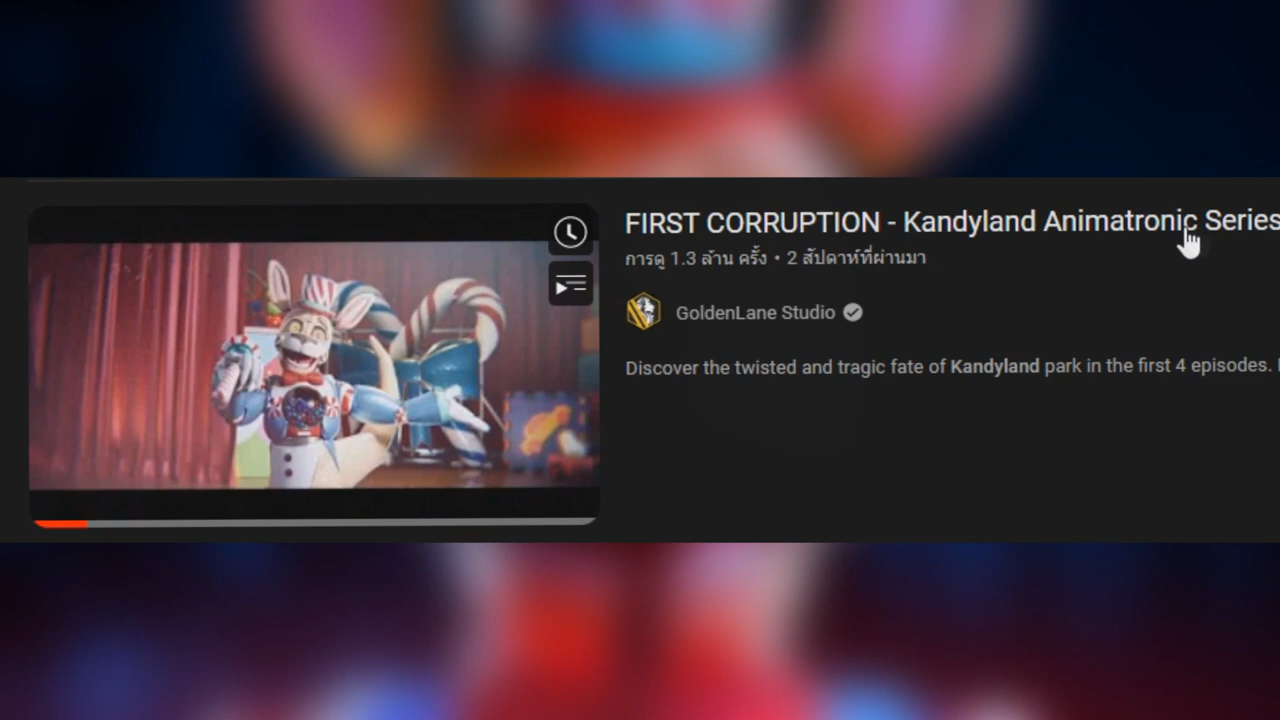 FIRST CORRUPTION - Kandyland Animatronic Series
การดู 1.3 ล้าน ครั้ง • 2 สัปดาห์ที่ผ่านมา
GoldenLane Studio
Discover the twisted and tragic fate of Kandyland park in the first 4 episodes.